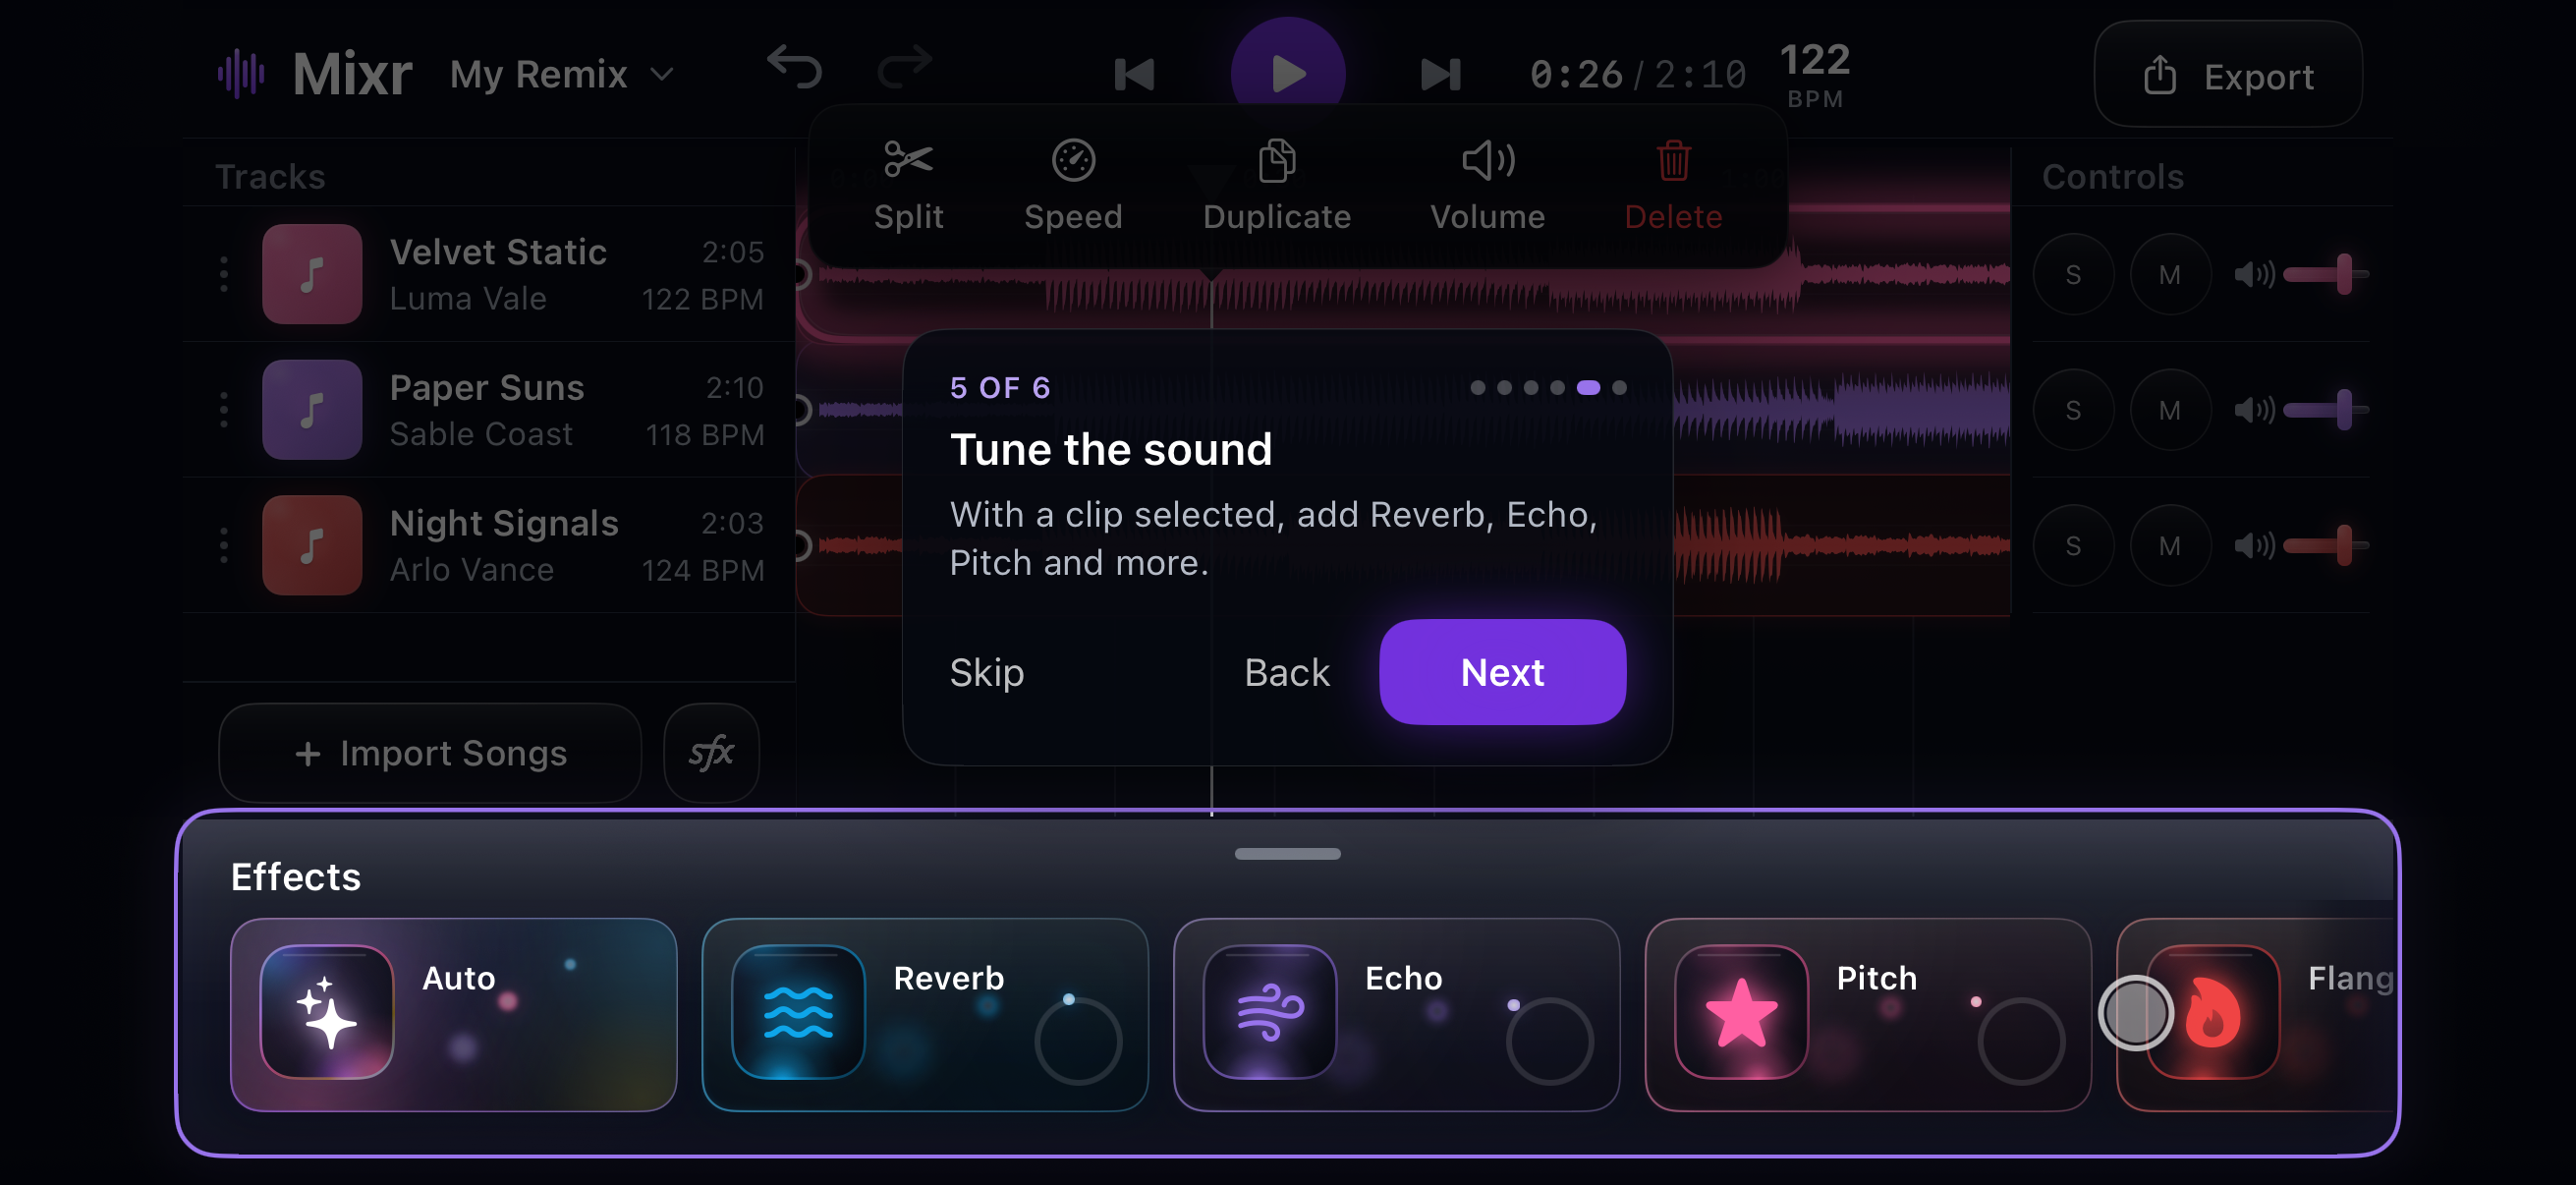 Mixr
My Remix
0:26 / 2:10
122
BPM
Export
Tracks
Controls
Split
Speed
Duplicate
Volume
Delete
Velvet Static
2:05
Luma Vale
122 BPM
S
M
Paper Suns
2:10
Sable Coast
118 BPM
S
M
Night Signals
2:03
Arlo Vance
124 BPM
S
M
5 OF 6
Tune the sound
With a clip selected, add Reverb, Echo,
Pitch and more.
Skip
Back
Next
+ Import Songs
sfx
Effects
Auto
Reverb
Echo
Pitch
Flang